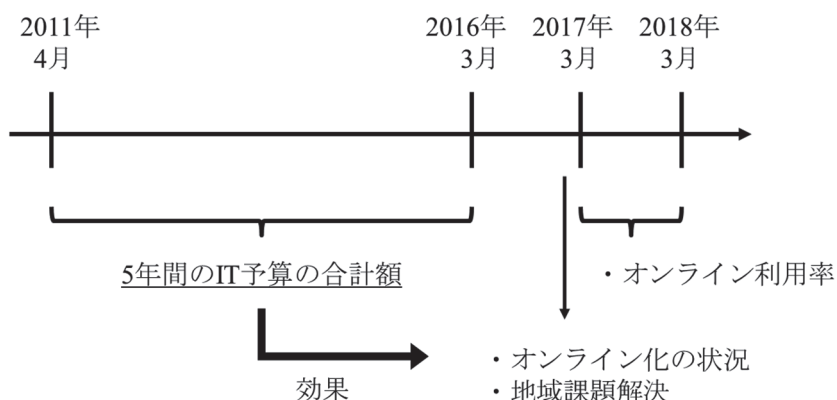 2011年
4月
2016年
3月
2017年
3月
2018年
3月
5年間のIT予算の合計額
・オンライン利用率
効果
・オンライン化の状況
・地域課題解決